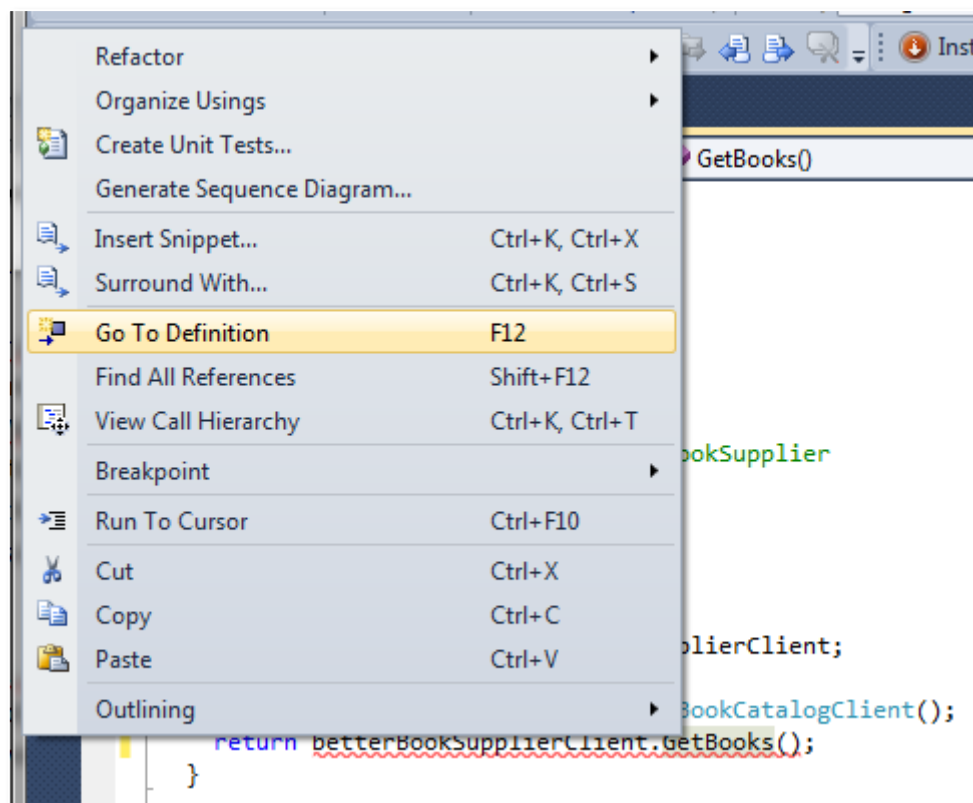 Inst
Refactor
Organize Usings
Create Unit Tests...
GetBooks()
Generate Sequence Diagram...
Insert Snippet... Ctrl+K, Ctrl+X
Surround With... Ctrl+K, Ctrl+S
Go To Definition F12
Find All References Shift+F12
View Call Hierarchy Ctrl+K, Ctrl+T
ookSupplier
Breakpoint
Run To Cursor Ctrl+F10
Cut Ctrl+X
Copy Ctrl+C
plierClient;
Paste Ctrl+V
Outlining
BookCatalogClient();
return betterBookSupplierClient.GetBooks();
}